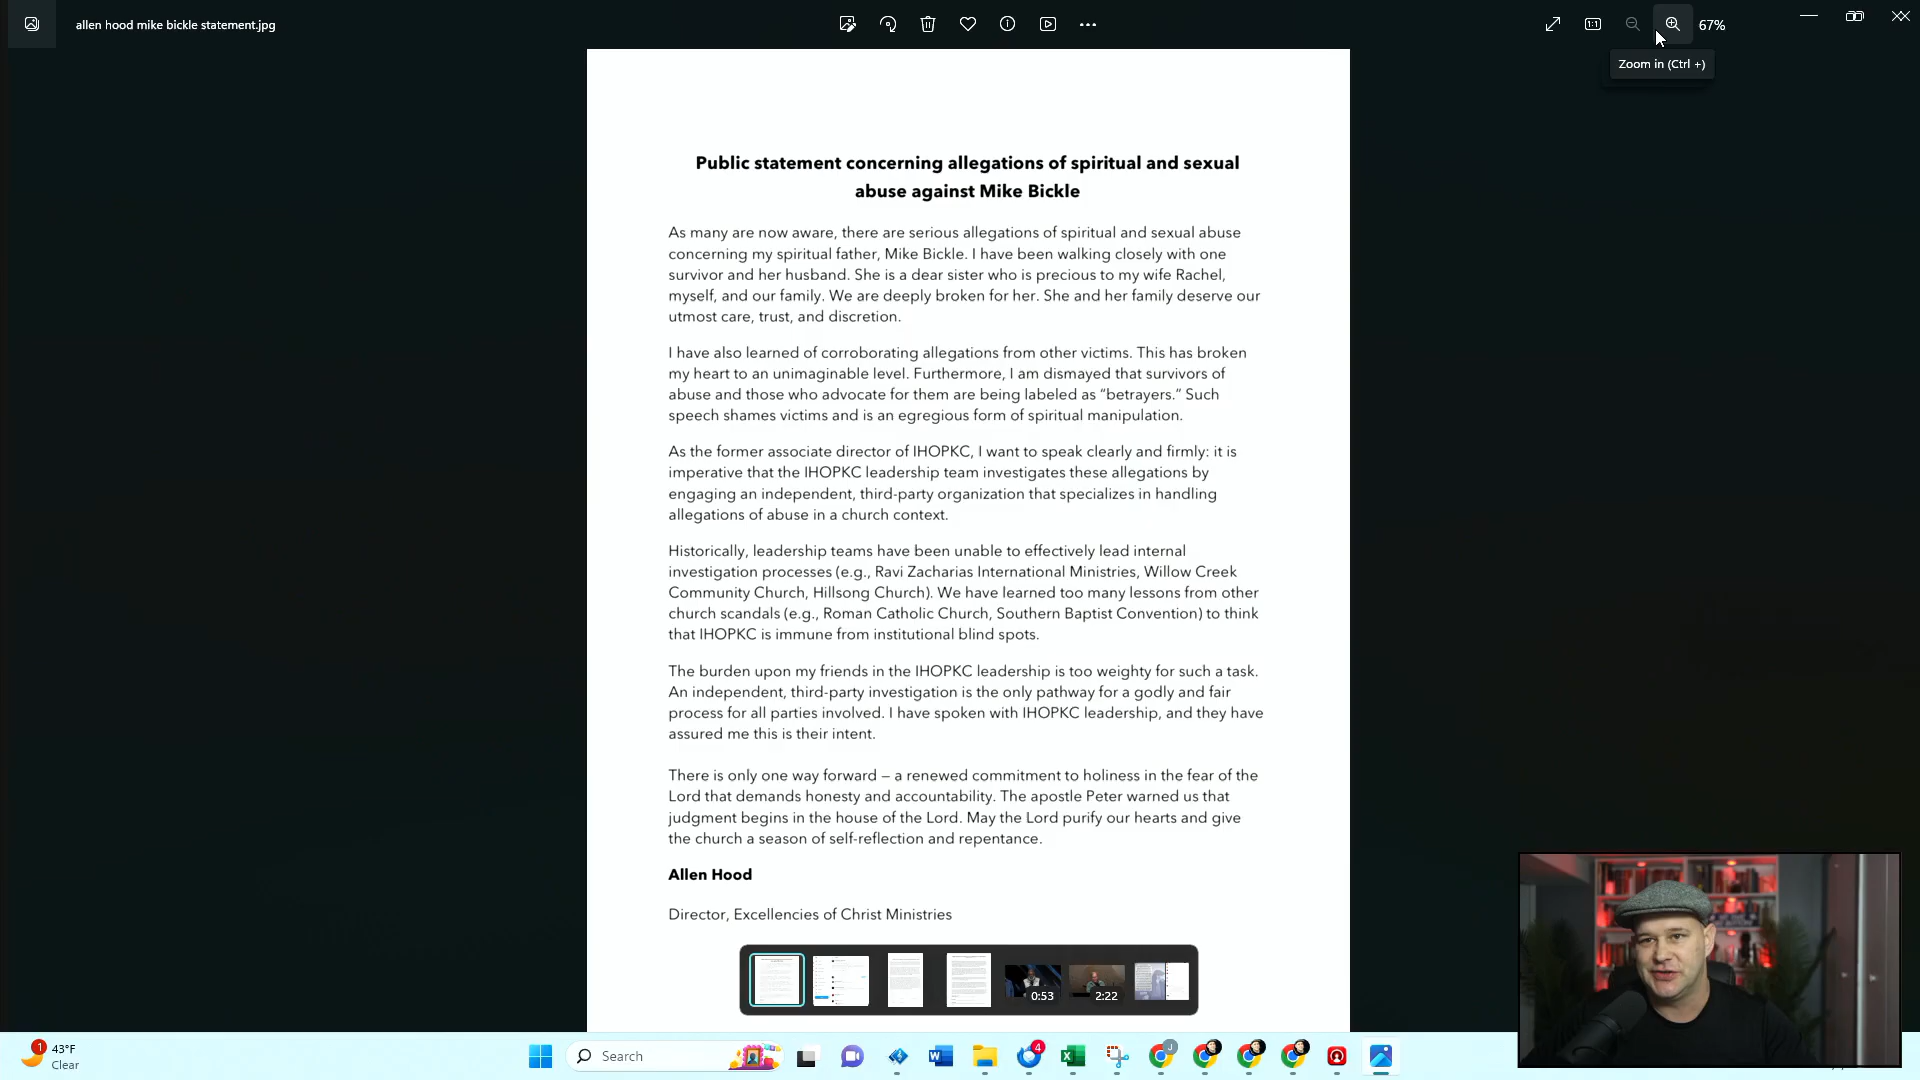 allen hood mike bickle statement.jpg
67%
Zoom in (Ctrl +)
Public statement concerning allegations of spiritual and sexual
abuse against Mike Bickle
As many are now aware, there are serious allegations of spiritual and sexual abuse
concerning my spiritual father, Mike Bickle. I have been walking closely with one
survivor and her husband. She is a dear sister who is precious to my wife Rachel,
myself, and our family. We are deeply broken for her. She and her family deserve our
utmost care, trust, and discretion.
I have also learned of corroborating allegations from other victims. This has broken
my heart to an unimaginable level. Furthermore, I am dismayed that survivors of
abuse and those who advocate for them are being labeled as “betrayers.” Such
speech shames victims and is an egregious form of spiritual manipulation.
As the former associate director of IHOPKC, I want to speak clearly and firmly: it is
imperative that the IHOPKC leadership team investigates these allegations by
engaging an independent, third-party organization that specializes in handling
allegations of abuse in a church context.
Historically, leadership teams have been unable to effectively lead internal
investigation processes (e.g., Ravi Zacharias International Ministries, Willow Creek
Community Church, Hillsong Church). We have learned too many lessons from other
church scandals (e.g., Roman Catholic Church, Southern Baptist Convention) to think
that IHOPKC is immune from institutional blind spots.
The burden upon my friends in the IHOPKC leadership is too weighty for such a task.
An independent, third-party investigation is the only pathway for a godly and fair
process for all parties involved. I have spoken with IHOPKC leadership, and they have
assured me this is their intent.
There is only one way forward – a renewed commitment to holiness in the fear of the
Lord that demands honesty and accountability. The apostle Peter warned us that
judgment begins in the house of the Lord. May the Lord purify our hearts and give
the church a season of self-reflection and repentance.
Allen Hood
Director, Excellencies of Christ Ministries
0:53
2:22
1
43°F
Clear
Search
4
J